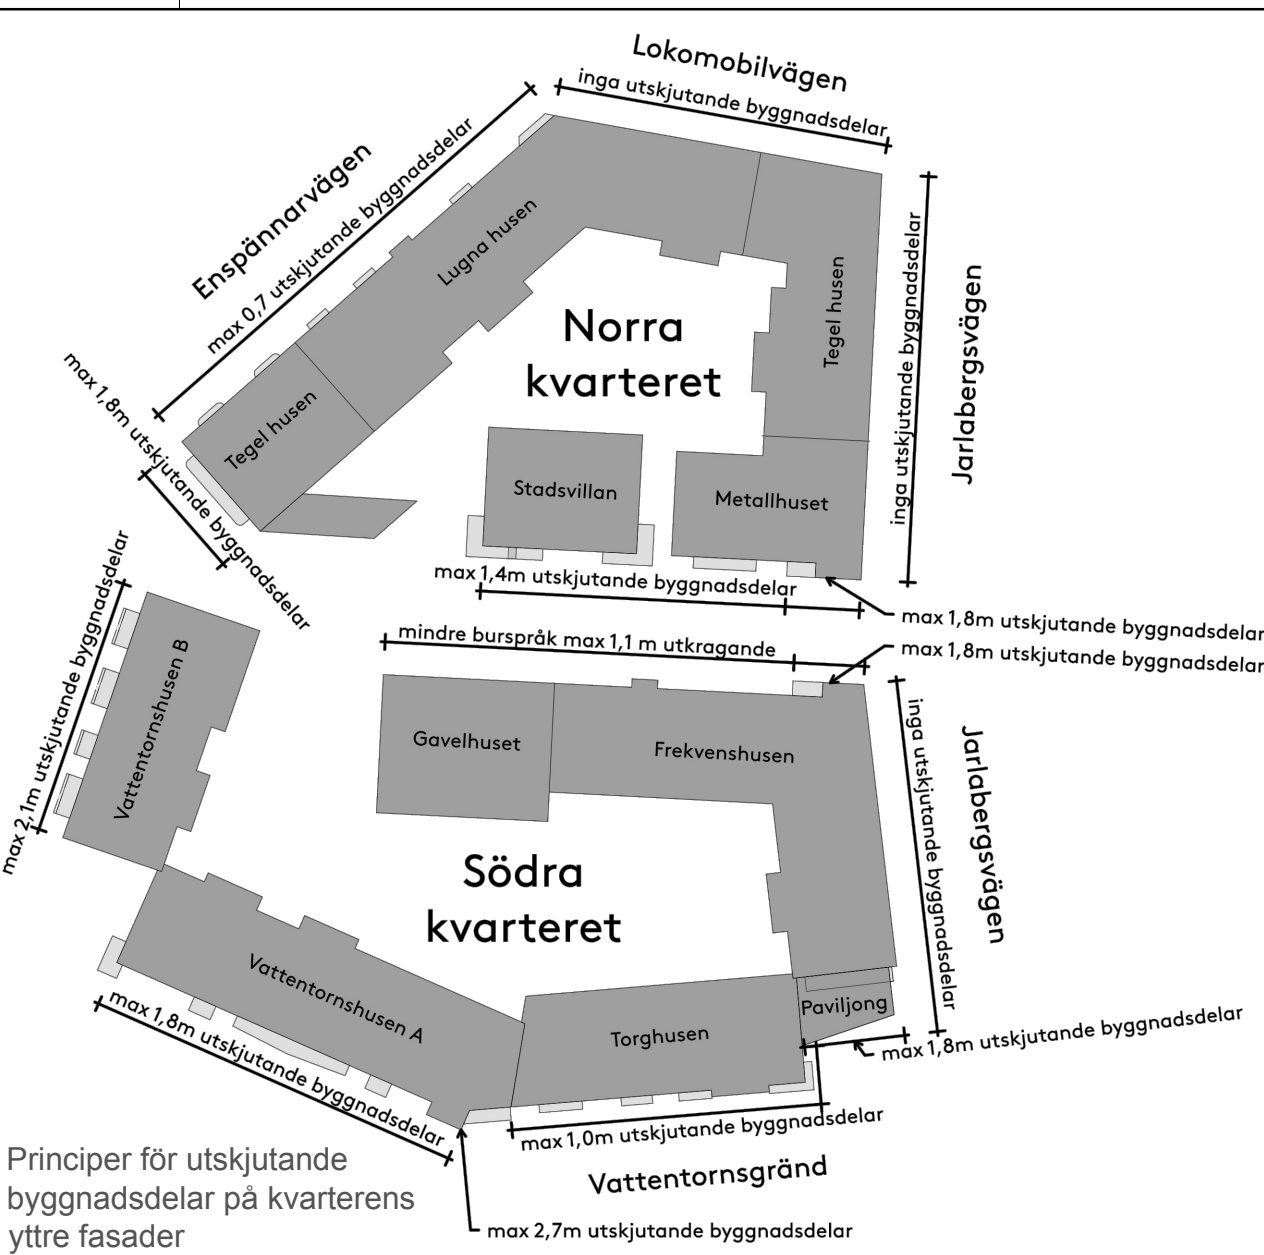 Lokomobilvägen
inga utskjutande byggnadsdelar
Enspännarvägen
max 0,7 utskjutande byggnadsdelar
Lugna husen
Tegel husen
inga utskjutande byggnadsdelar
inga utskjutande byggnadsdelar
Jarlabergsvägen
Norra
kvarteret
max 1,8m utskjutande byggnadsdelar
Tegel husen
Stadsvillan
Metallhuset
max 1,4m utskjutande byggnadsdelar
max 1,8m utskjutande byggnadsdelar
mindre burspråk max 1,1 m utkragande
max 1,8m utskjutande byggnadsdelar
max 2,1m utskjutande byggnadsdelar
Vattentornshusen B
Gavelhuset
Frekvenshusen
inga utskjutande byggnadsdelar
Jarlabergsvägen
Södra
kvarteret
Vattentornshusen A
max 1,8m utskjutande byggnadsdelar
Torghusen
Paviljong
max 1,8m utskjutande byggnadsdelar
max 1,0m utskjutande byggnadsdelar
Vattentornsgränd
max 2,7m utskjutande byggnadsdelar
Principer för utskjutande
byggnadsdelar på kvarterens
yttre fasader